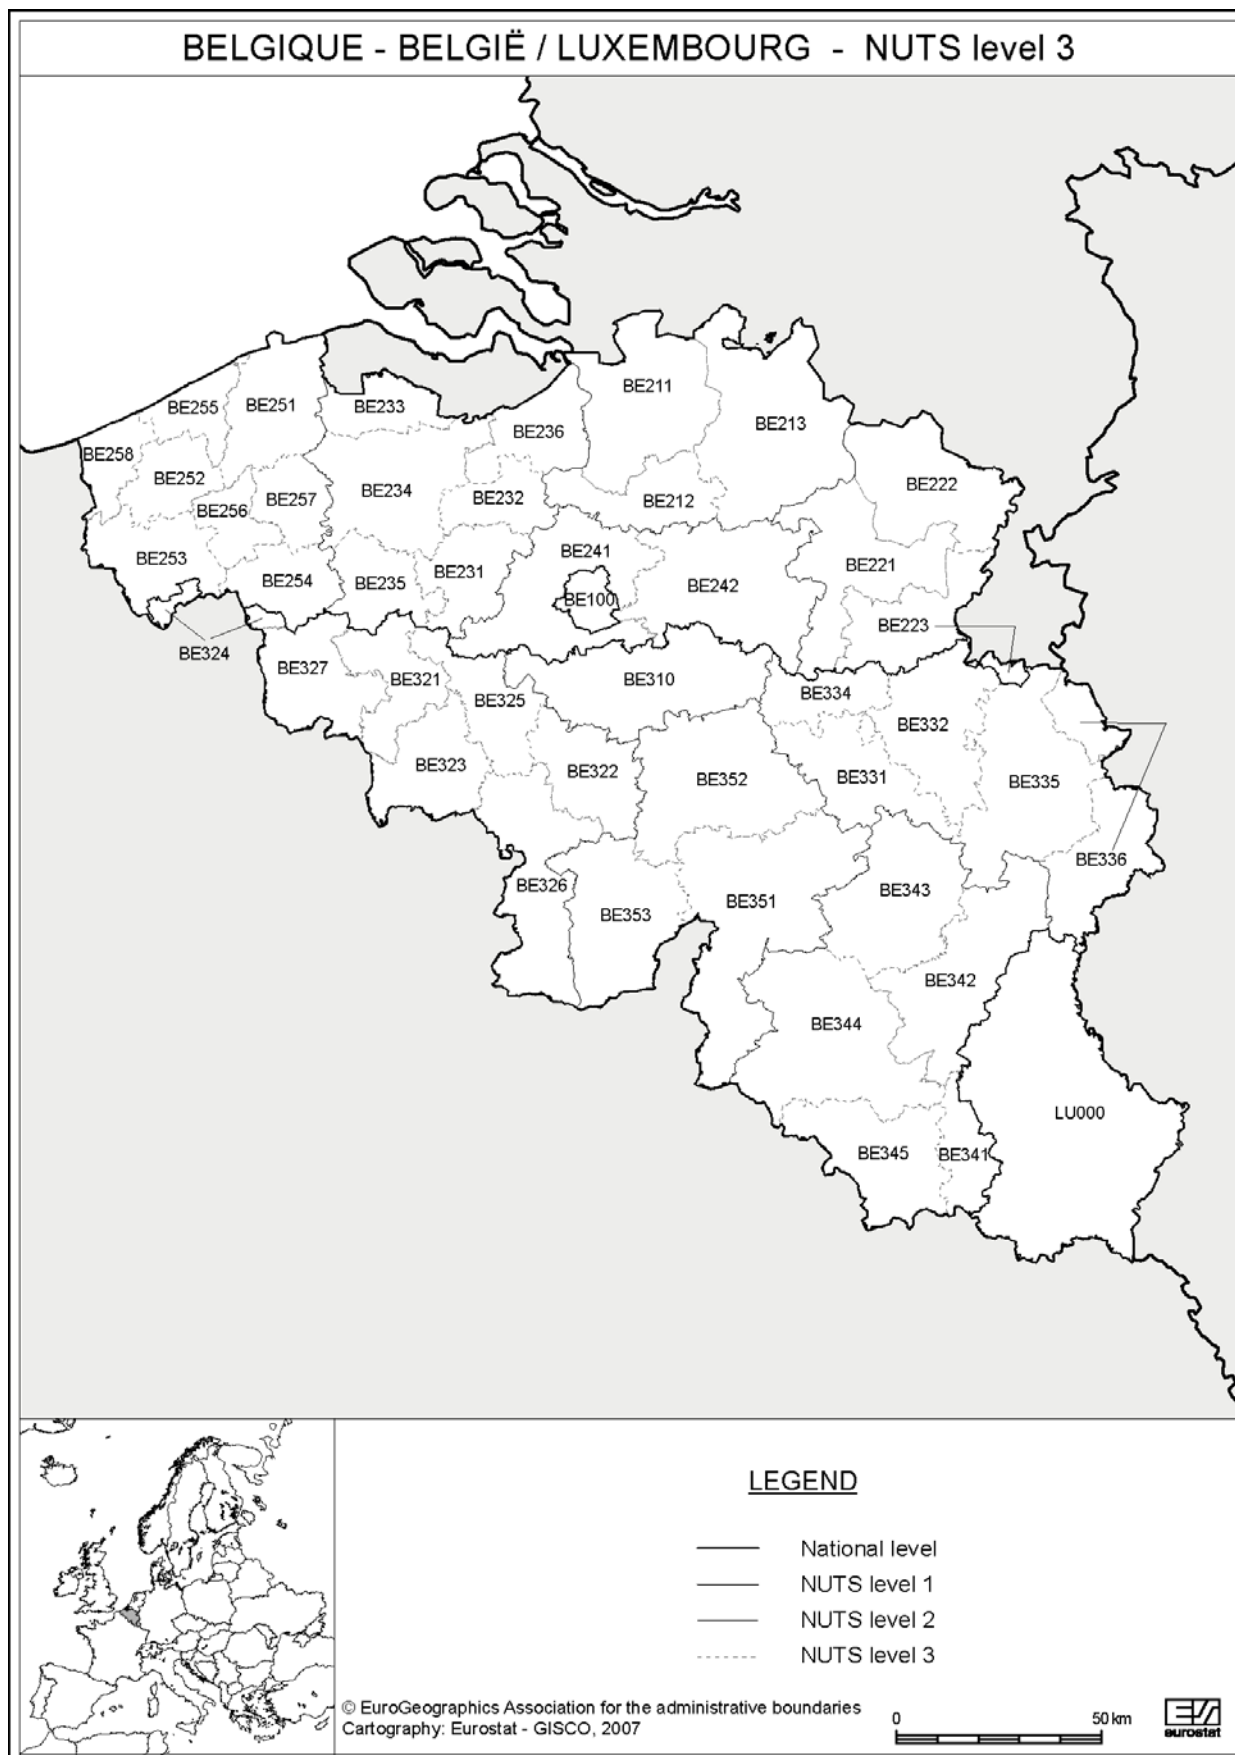 BELGIQUE - BELGIË / LUXEMBOURG - NUTS level 3
BE211
BE255
BE251
BE233
BE213
BE236
BE258
BE252
BE234
BE222
BE257
BE232
BE212
BE256
BE253
BE241
BE221
BE254
BE235
BE231
BE242
BE100
BE223
BE324
BE327
BE321
BE310
BE334
BE325
BE332
BE323
BE322
BE352
BE331
BE335
BE336
BE326
BE343
BE351
BE353
BE342
BE344
LU000
BE345
BE341
LEGEND
National level
NUTS level 1
NUTS level 2
NUTS level 3
© EuroGeographics Association for the administrative boundaries
Cartography: Eurostat - GISCO, 2007
0 50 km
eurostat